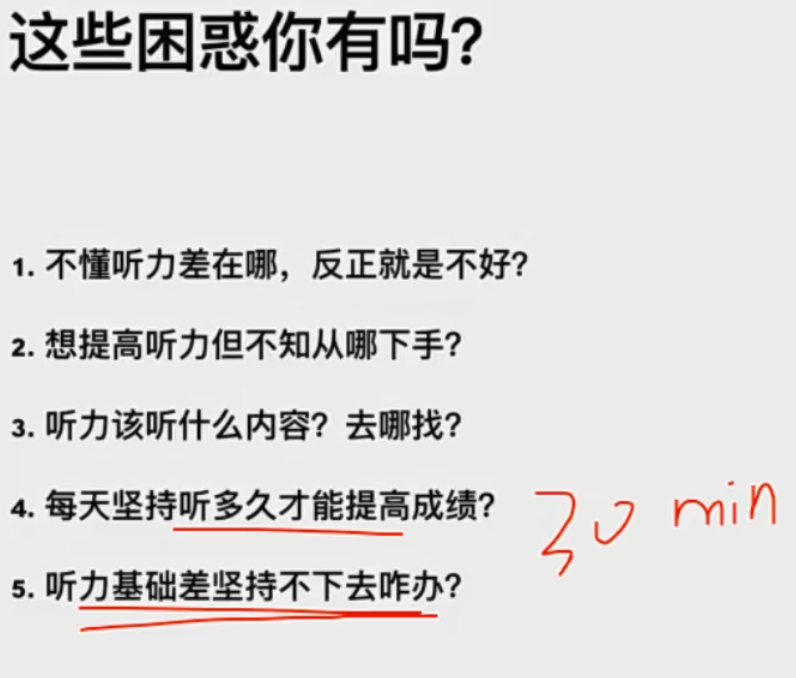 这些困惑你有吗？
1. 不懂听力差在哪，反正就是不好？
2. 想提高听力但不知从哪下手？
3. 听力该听什么内容？去哪找？
4. 每天坚持听多久才能提高成绩？ 30 min
5. 听力基础差坚持不下去咋办？